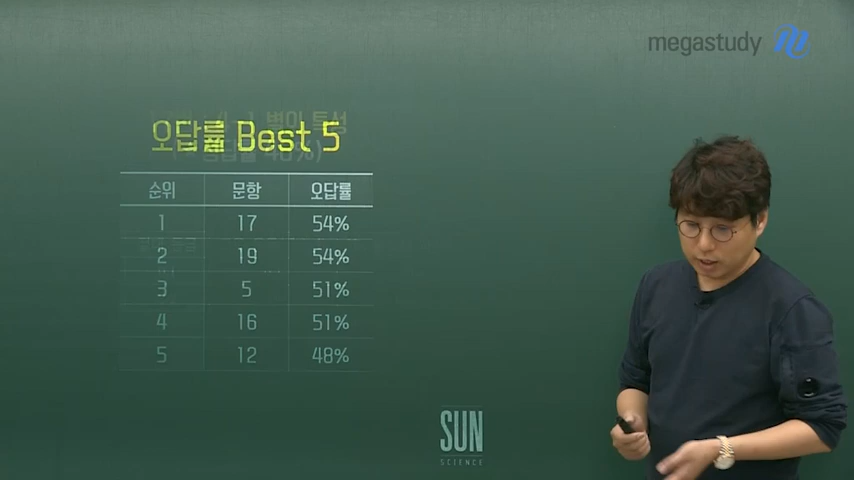 megastudy
오답률 Best 5
순위 문항 오답률
1 17 54%
2 19 54%
3 5 51%
4 16 51%
5 12 48%
SUN
SCIENCE